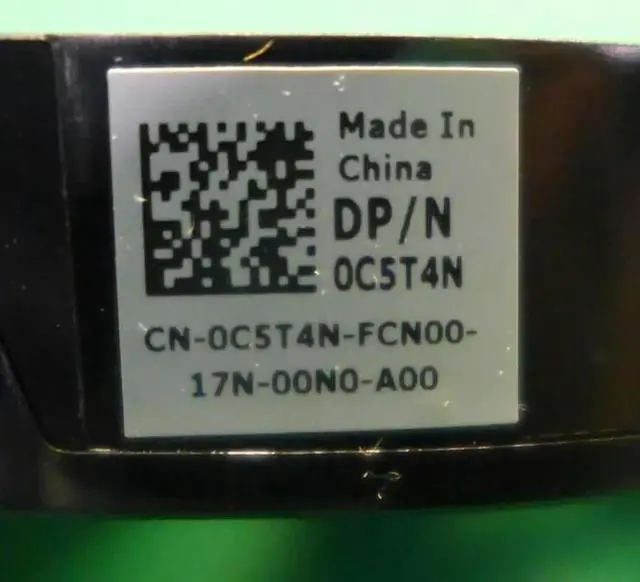 Made In
China
DP/N
0C5T4N
CN-0C5T4N-FCN00-
17N-00N0-A00